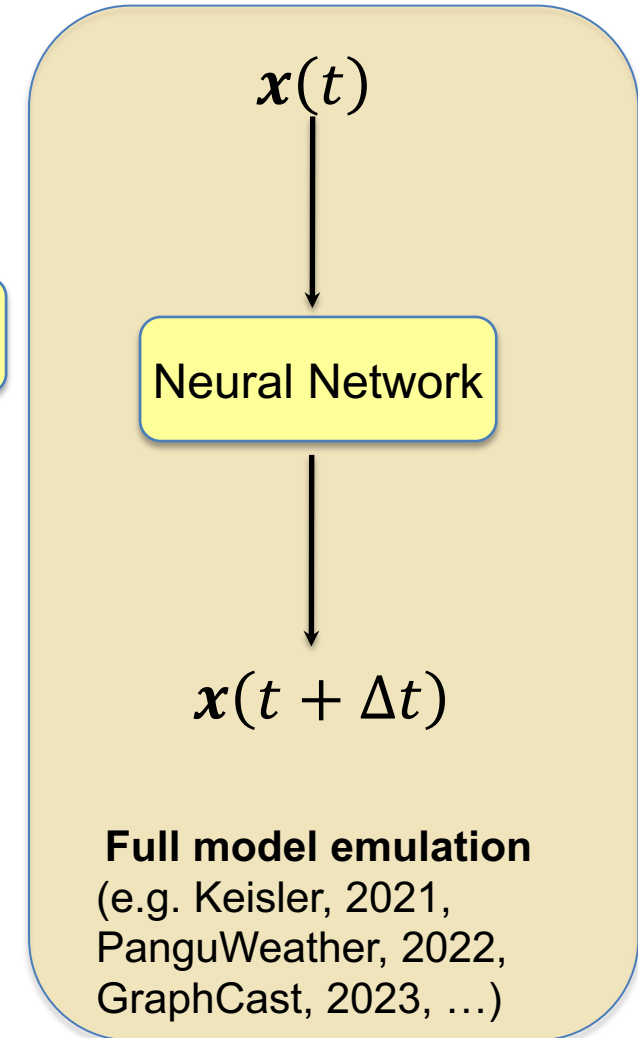 x(t)
Neural Network
x(t + Δt)
Full model emulation
(e.g. Keisler, 2021,
PanguWeather, 2022,
GraphCast, 2023, …)